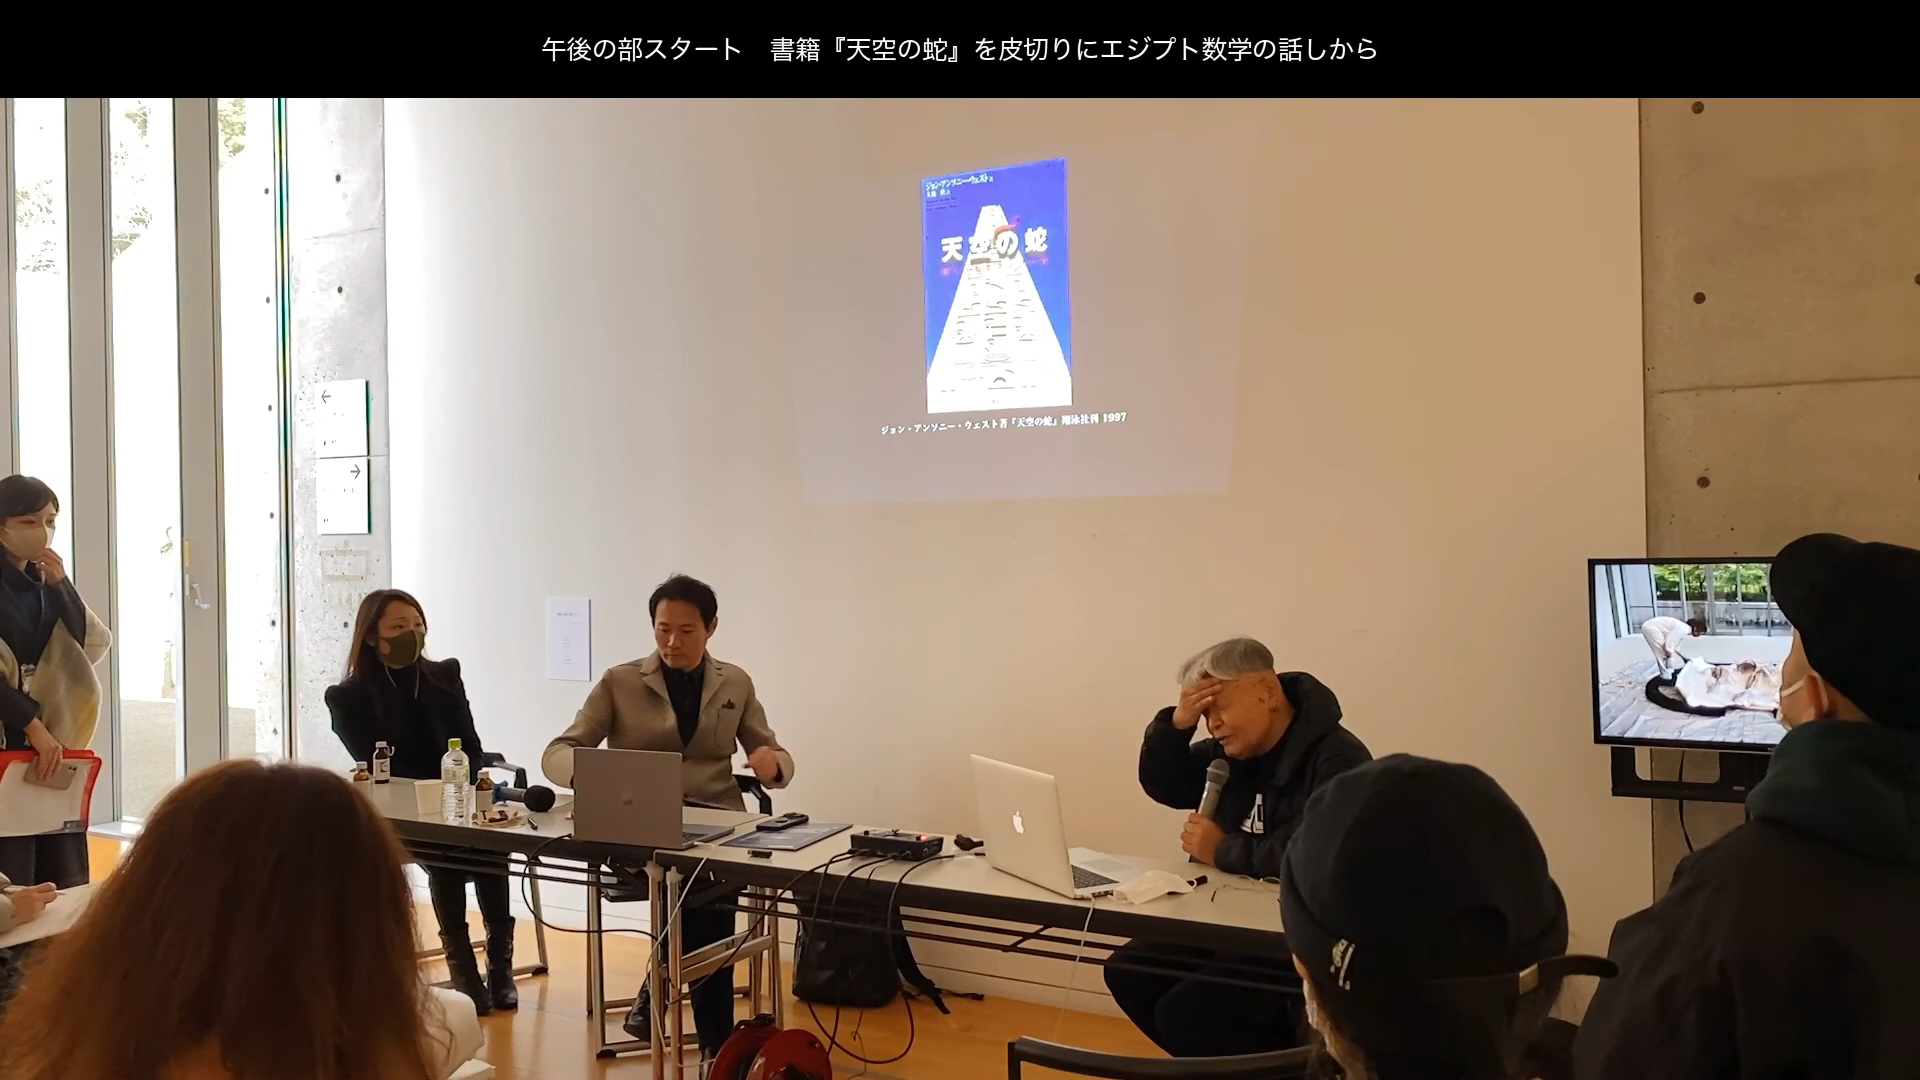 午後の部スタート　書籍『天空の蛇』を皮切りにエジプト数学の話しから
ジョン・アンソニー・ウェスト著
天空の蛇
ジョン・アンソニー・ウェスト著『天空の蛇』翔泳社刊 1997